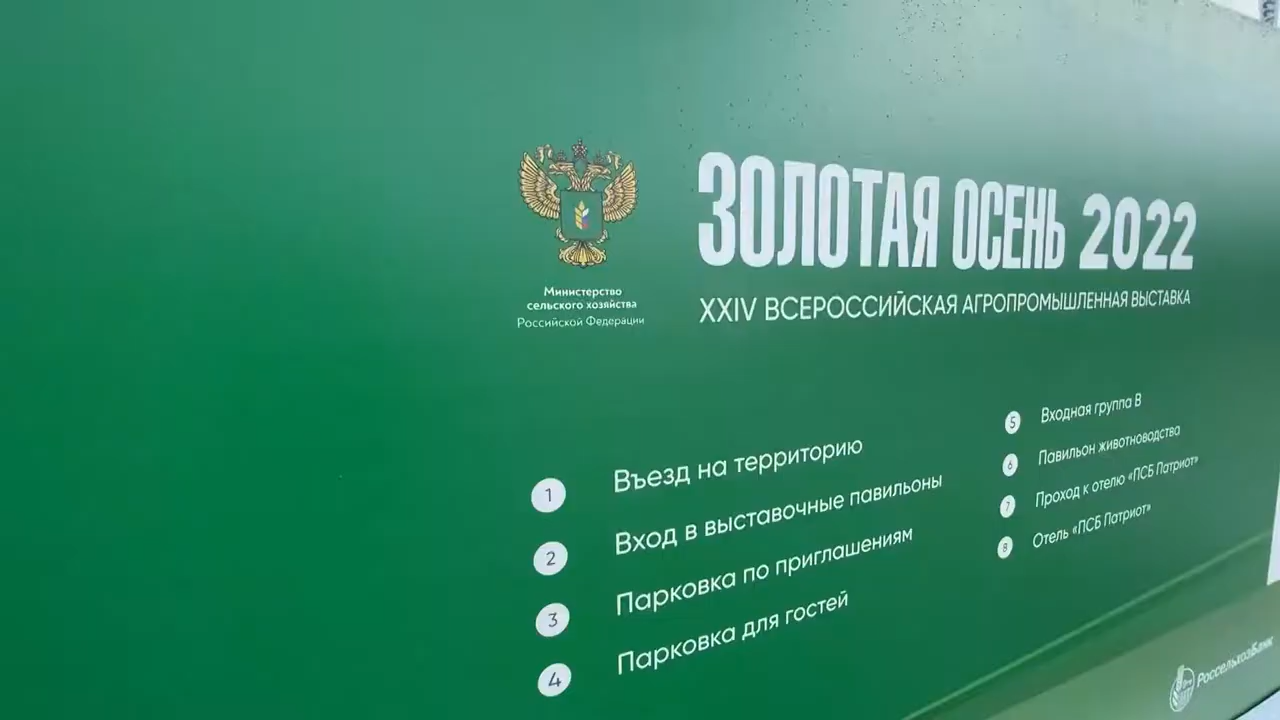 Министерство
сельского хозяйства
Российской Федерации
ЗОЛОТАЯ ОСЕНЬ 2022
XXIV ВСЕРОССИЙСКАЯ АГРОПРОМЫШЛЕННАЯ ВЫСТАВКА
1 Въезд на территорию
2 Вход в выставочные павильоны
3 Парковка по приглашениям
4 Парковка для гостей
5 Входная группа В
6 Павильон животноводства
7 Проход к отелю «ПСБ Патриот»
8 Отель «ПСБ Патриот»
РоссельхозБанк